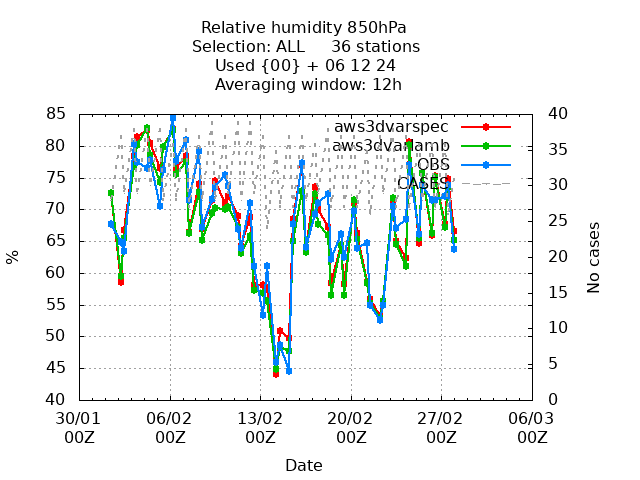 Relative humidity 850hPa
Selection: ALL     36 stations
Used {00} + 06 12 24
Averaging window: 12h
85
80
75
70
65
60
55
50
45
40
%
40
35
30
25
20
15
10
5
0
No cases
aws3dvarspec
aws3dvarlamb
OBS
CASES
30/01 06/02 13/02 20/02 27/02 06/03
00Z 00Z 00Z 00Z 00Z 00Z
Date